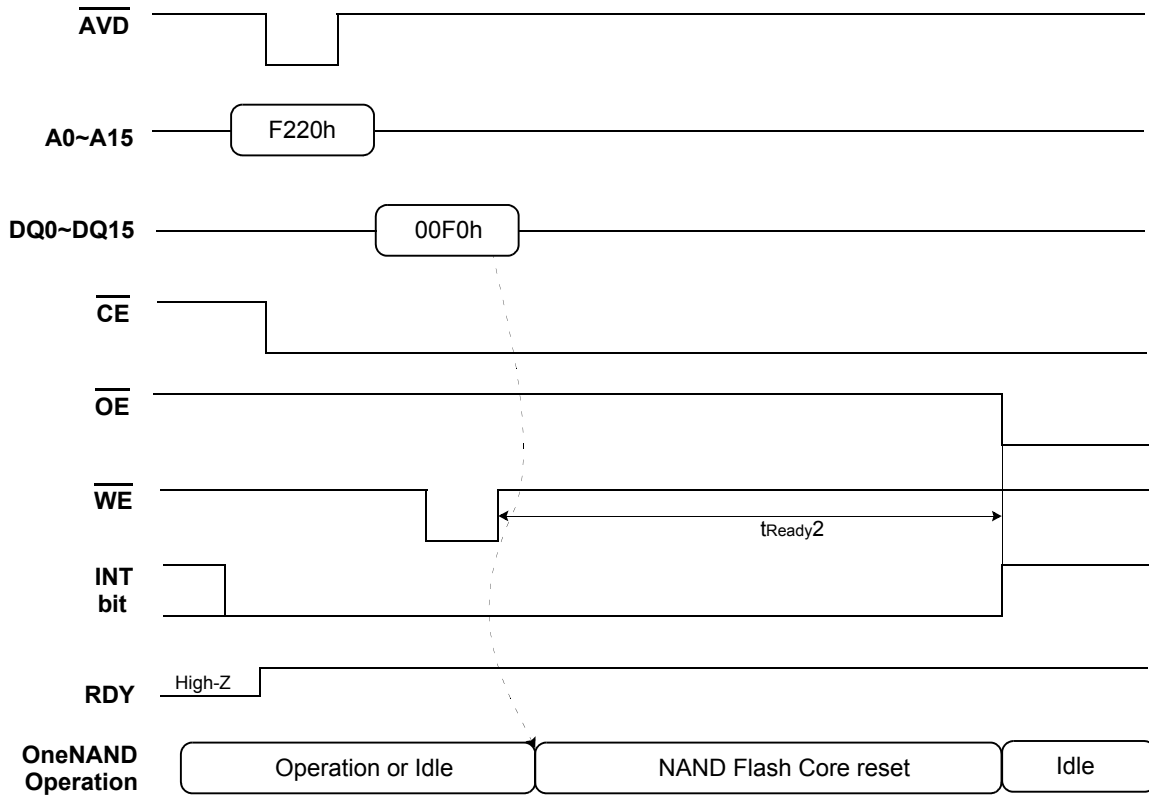 AVD
A0~A15
F220h
DQ0~DQ15
00F0h
CE
OE
WE
tReady2
INT
bit
RDY
High-Z
OneNAND
Operation
Operation or Idle
NAND Flash Core reset
Idle